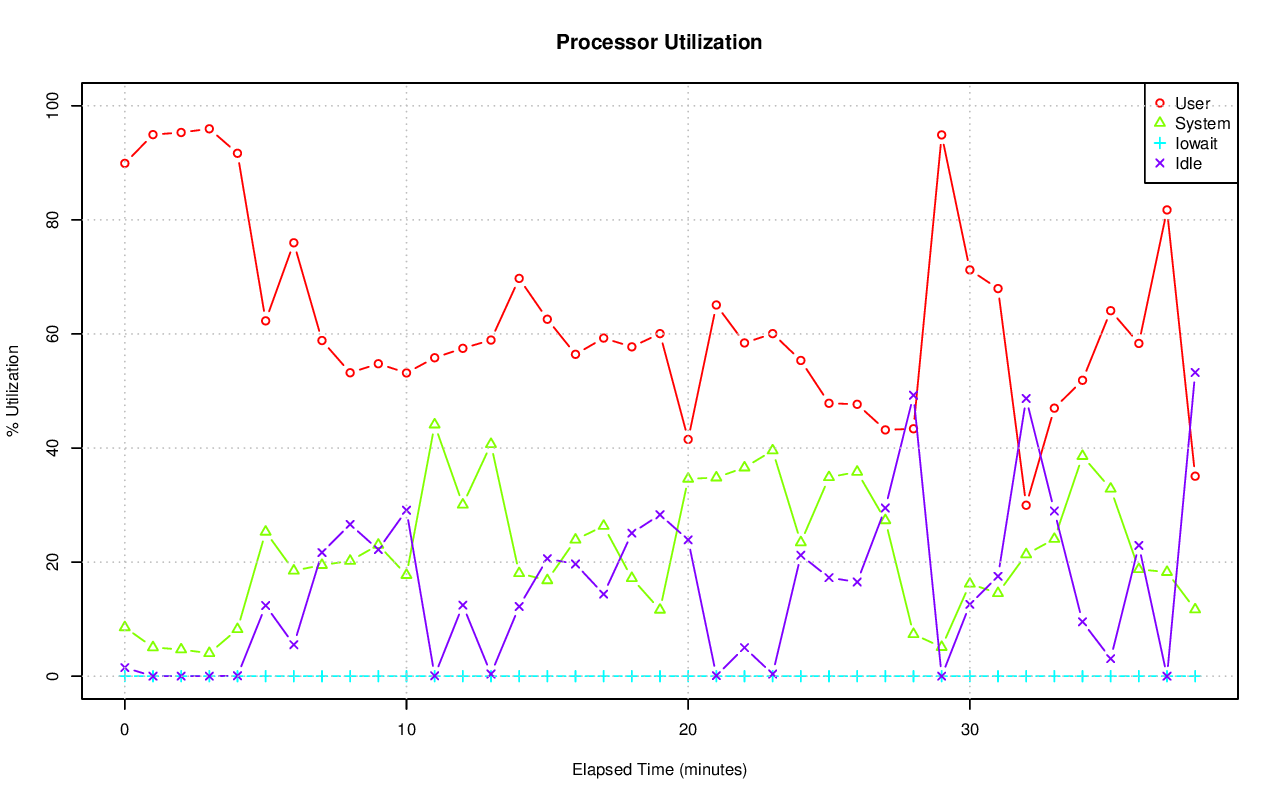 Processor Utilization
% Utilization
100
80
60
40
20
0
User
System
Iowait
Idle
0 10 20 30
Elapsed Time (minutes)